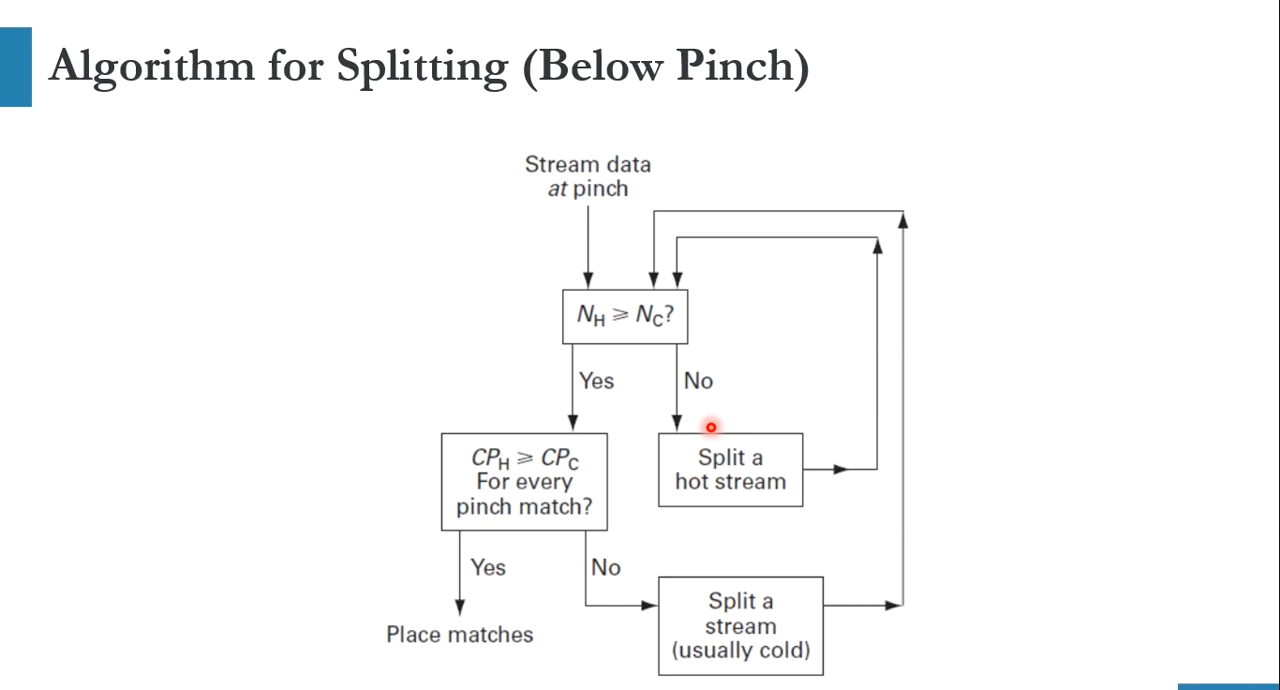 Algorithm for Splitting (Below Pinch)
Stream data
at pinch
N_H ⩾ N_C?
Yes
No
CP_H ⩾ CP_C
For every
pinch match?
Split a
hot stream
Yes
No
Split a
stream
(usually cold)
Place matches